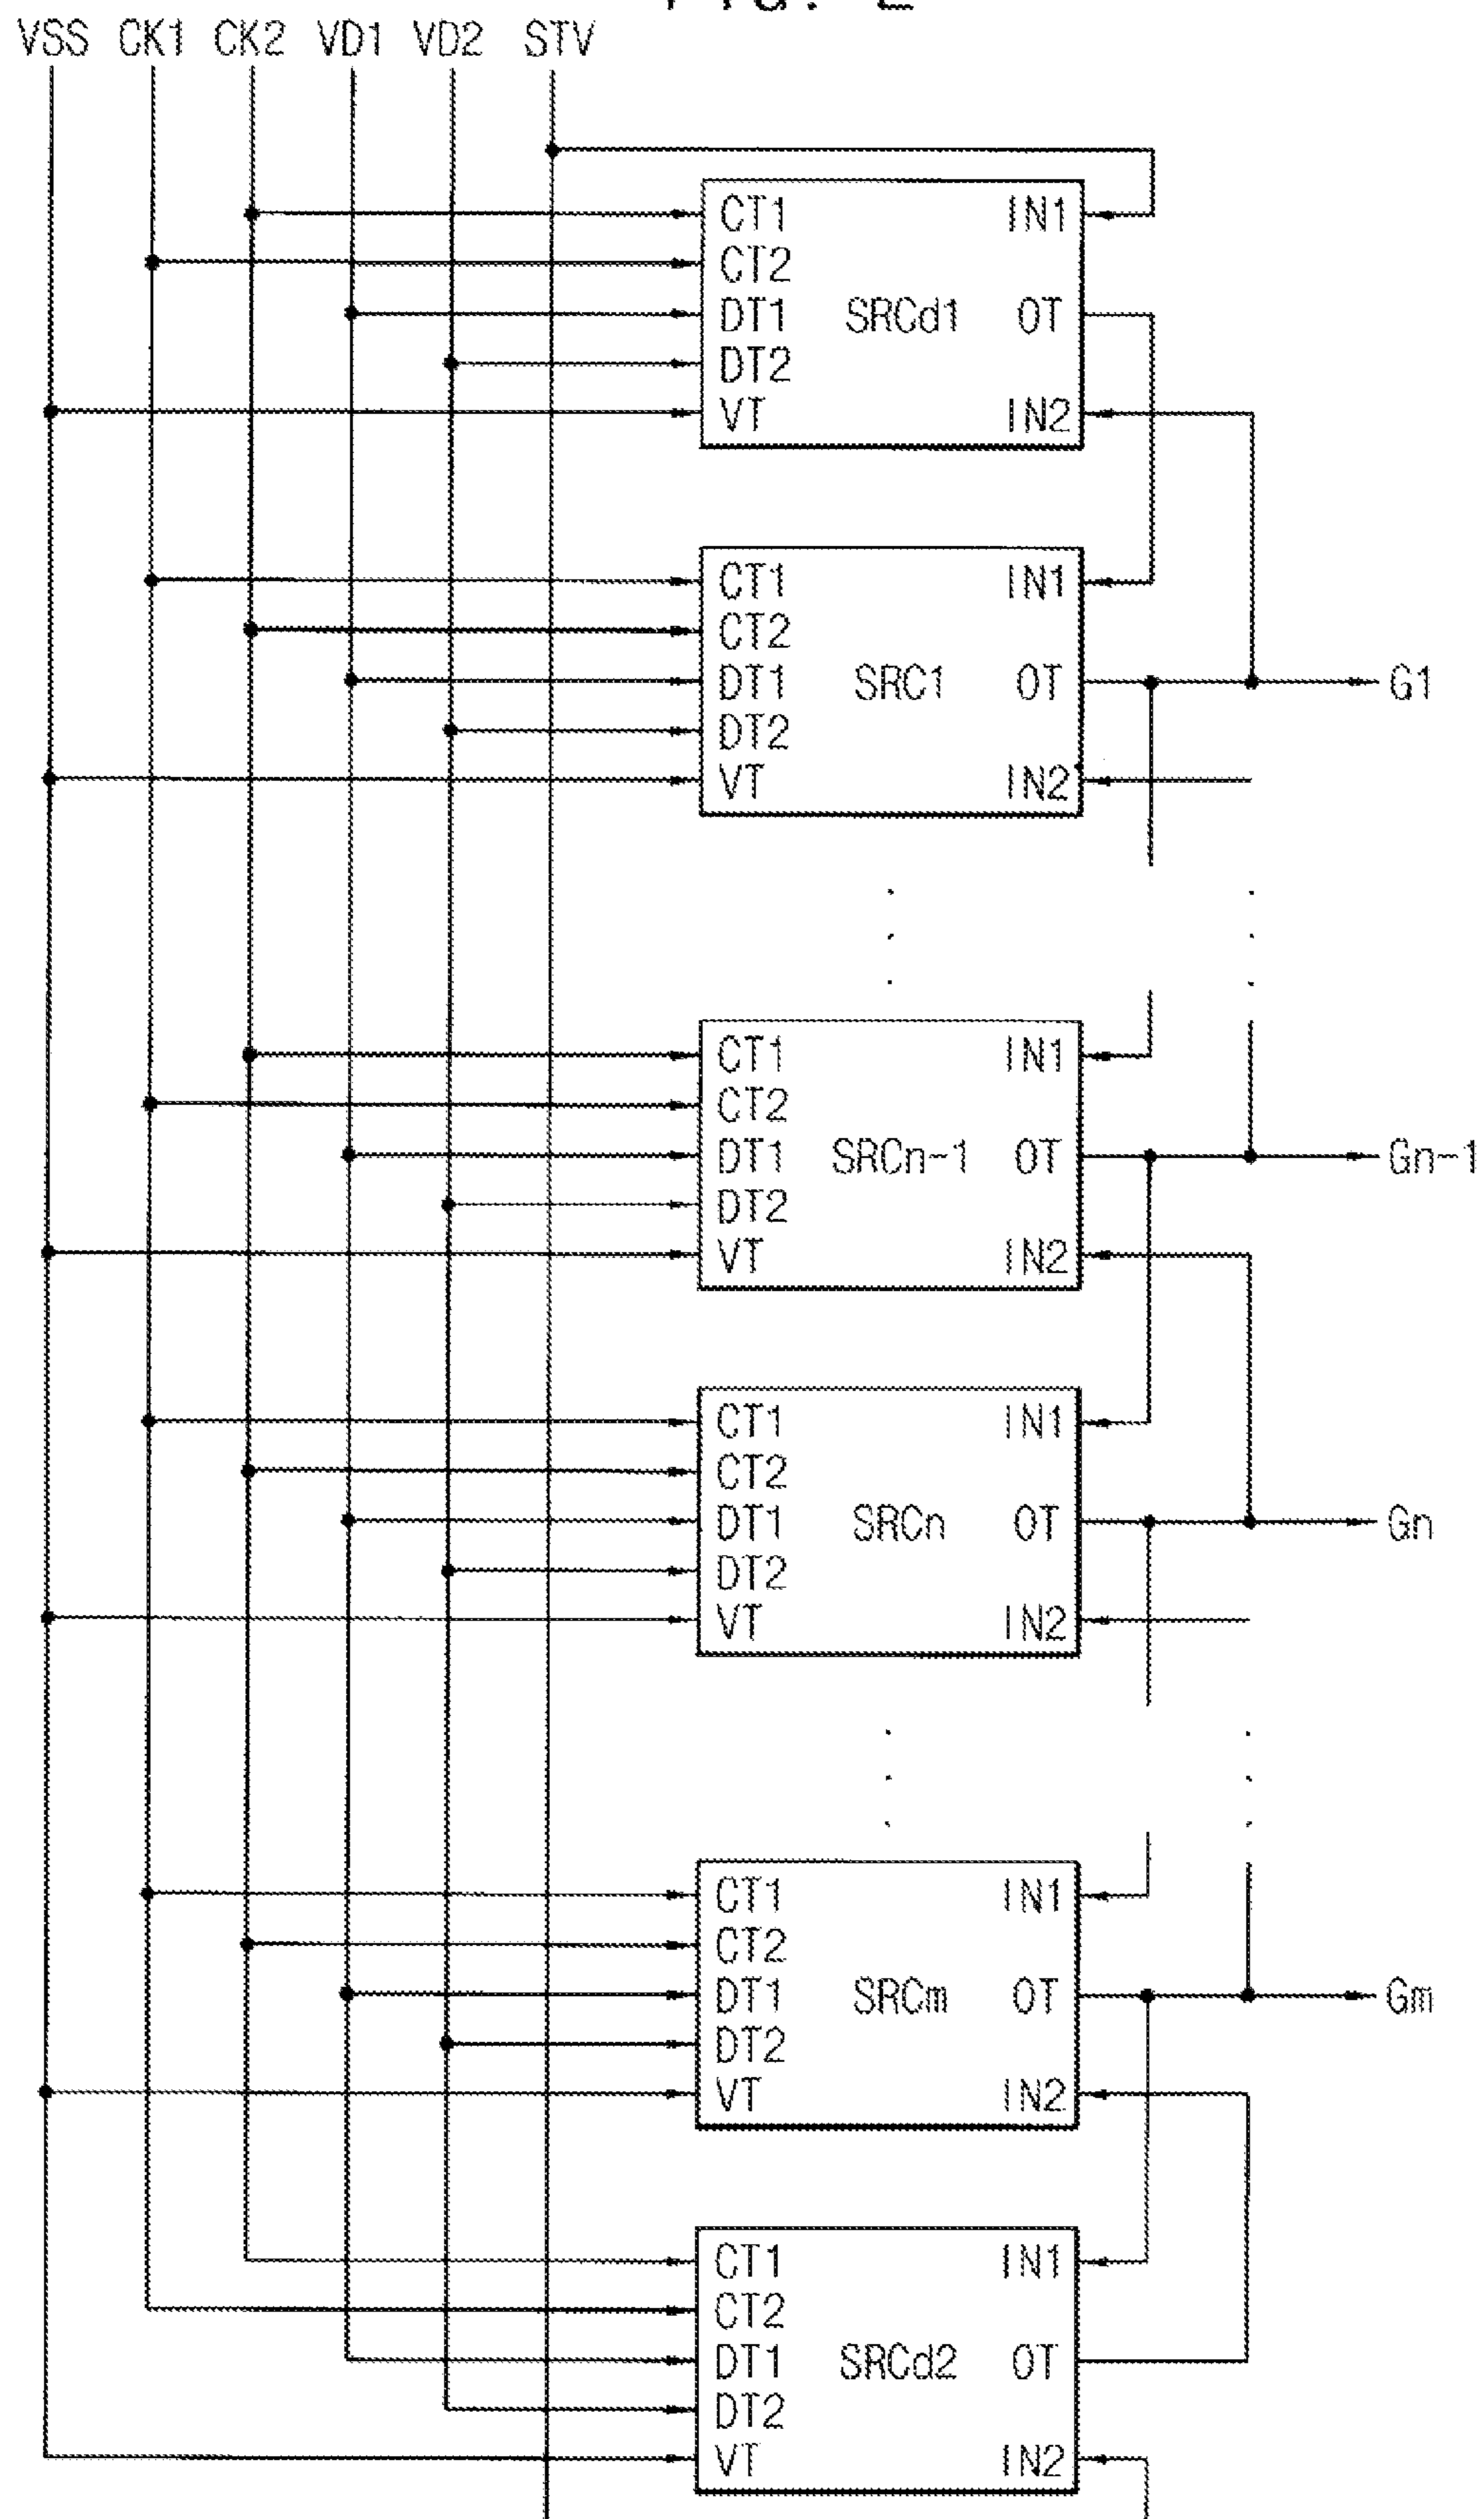 FIG. 2
VSS CK1 CK2 VD1 VD2 STV
CT1 IN1
CT2
DT1 SRCd1 OT
DT2
VT IN2
CT1 IN1
CT2
DT1 SRC1 OT G1
DT2
VT IN2
CT1 IN1
CT2
DT1 SRCn-1 OT Gn-1
DT2
VT IN2
CT1 IN1
CT2
DT1 SRCn OT Gn
DT2
VT IN2
CT1 IN1
CT2
DT1 SRCm OT Gm
DT2
VT IN2
CT1 IN1
CT2
DT1 SRCd2 OT
DT2
VT IN2